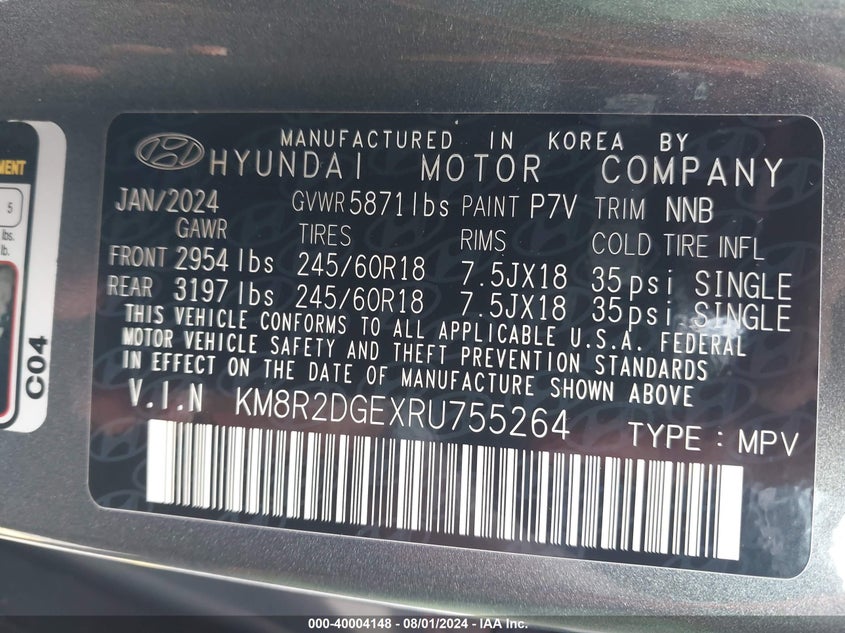 MANUFACTURED IN KOREA BY
HYUNDAI MOTOR COMPANY
JAN/2024 GVWR 5871 lbs PAINT P7V TRIM NNB
GAWR TIRES RIMS COLD TIRE INFL
FRONT 2954 lbs 245/60R18 7.5JX18 35psi SINGLE
REAR 3197 lbs 245/60R18 7.5JX18 35psi SINGLE
THIS VEHICLE CONFORMS TO ALL APPLICABLE U.S.A. FEDERAL
MOTOR VEHICLE SAFETY AND THEFT PREVENTION STANDARDS
IN EFFECT ON THE DATE OF MANUFACTURE SHOWN ABOVE
V.I.N KM8R2DGEXRU755264 TYPE : MPV
5
lbs.
lb.
C04
000-40004148 - 08/01/2024 - IAA Inc.